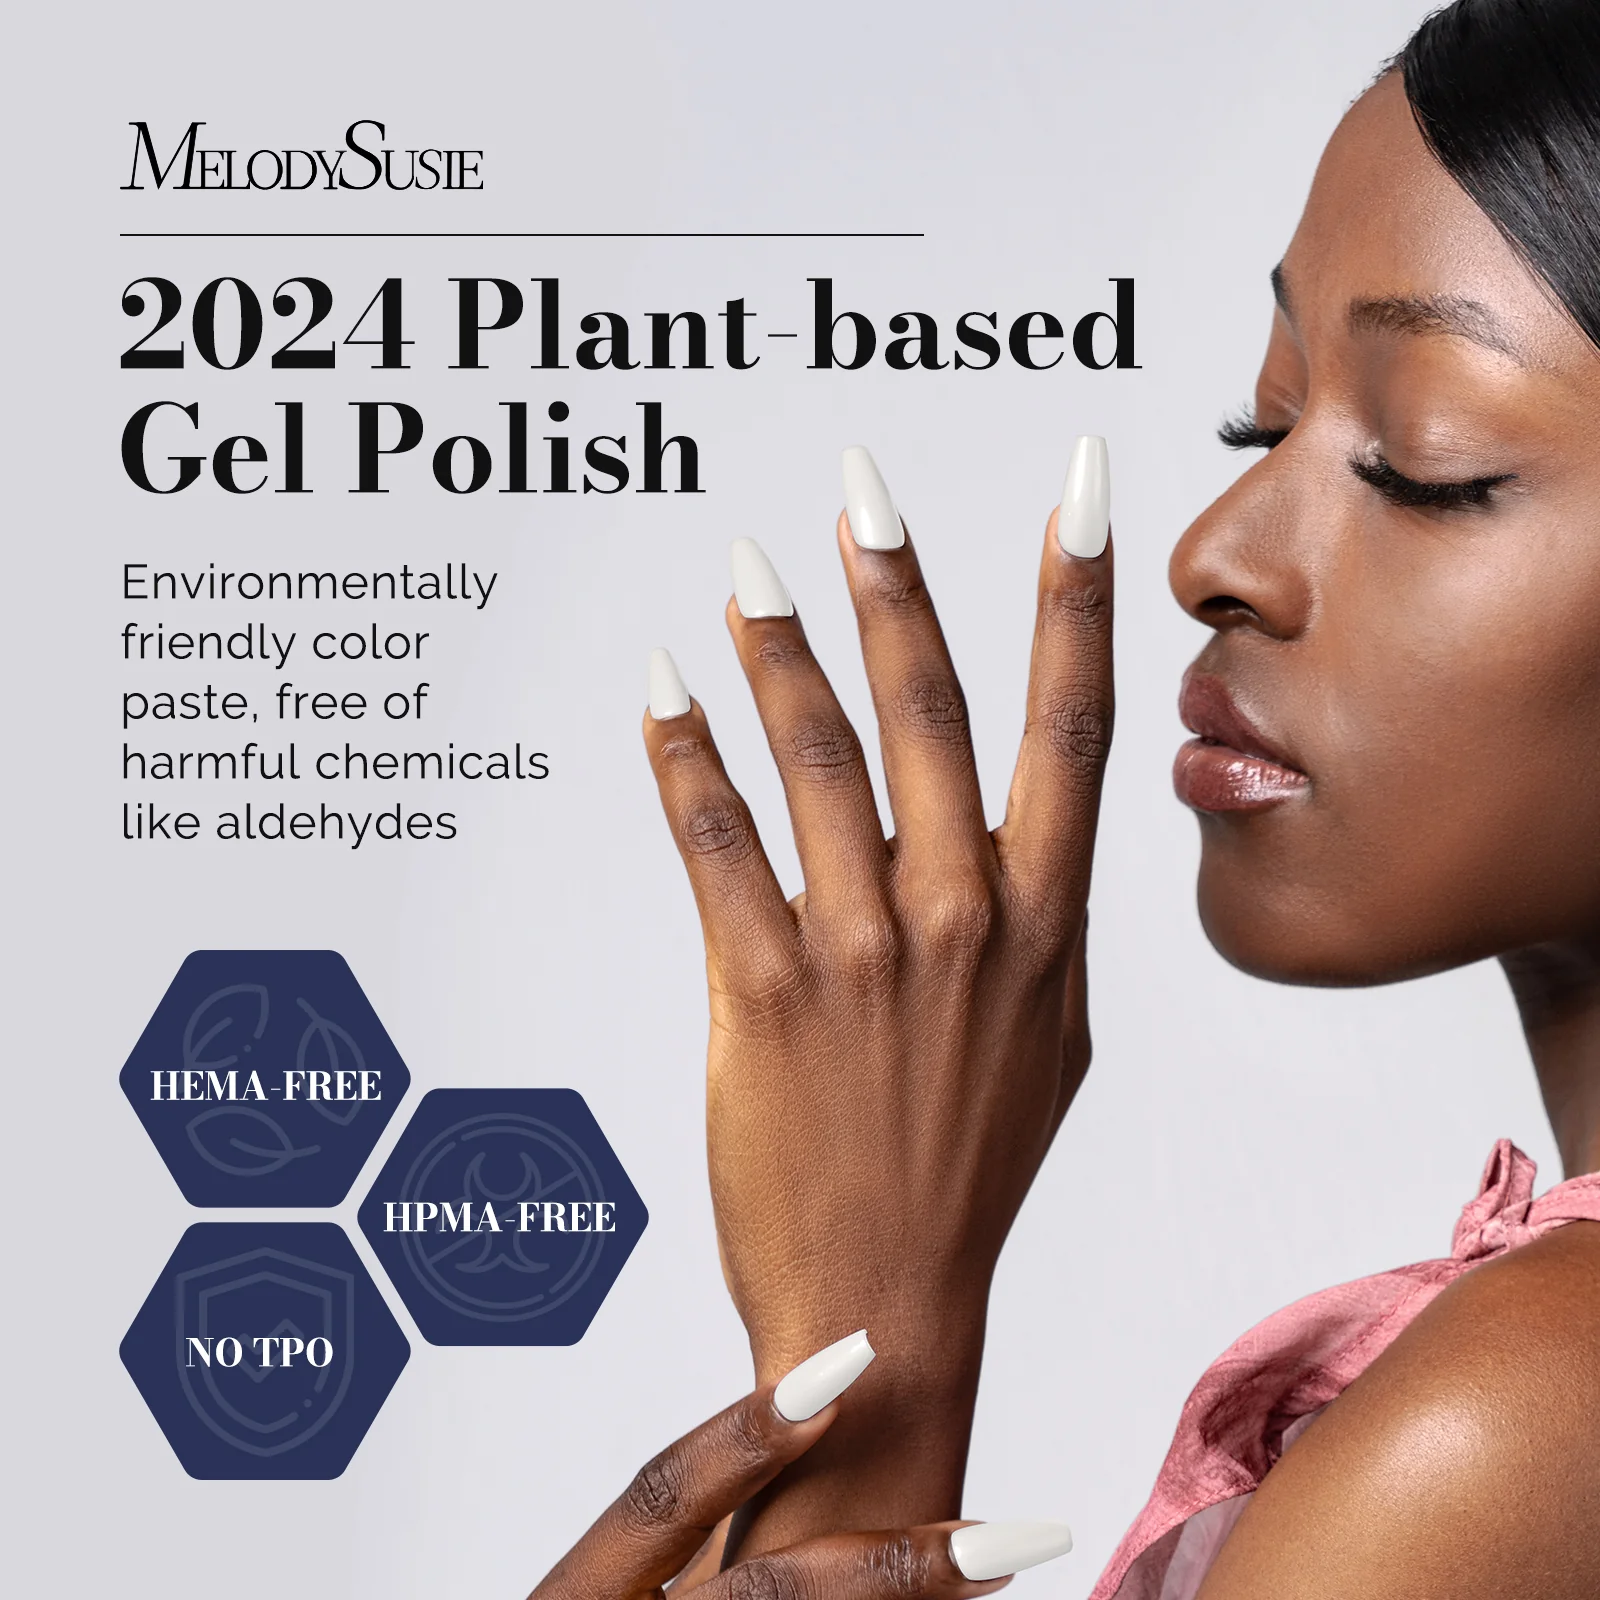 MELODYSUSIE
2024 Plant-based
Gel Polish
Environmentally
friendly color
paste, free of
harmful chemicals
like aldehydes
HEMA-FREE
HPMA-FREE
NO TPO